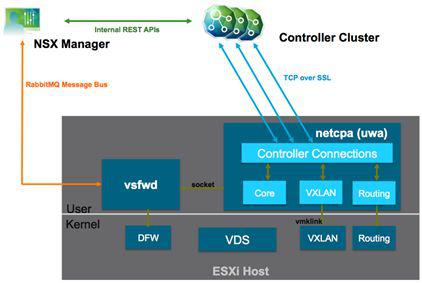 Internal REST APIs
NSX Manager
Controller Cluster
TCP over SSL
RabbitMQ Message Bus
netcpa (uwa)
Controller Connections
vsfwd
socket
Core
VXLAN
Routing
User
vmklink
Kernel
DFW
VDS
VXLAN
Routing
ESXi Host